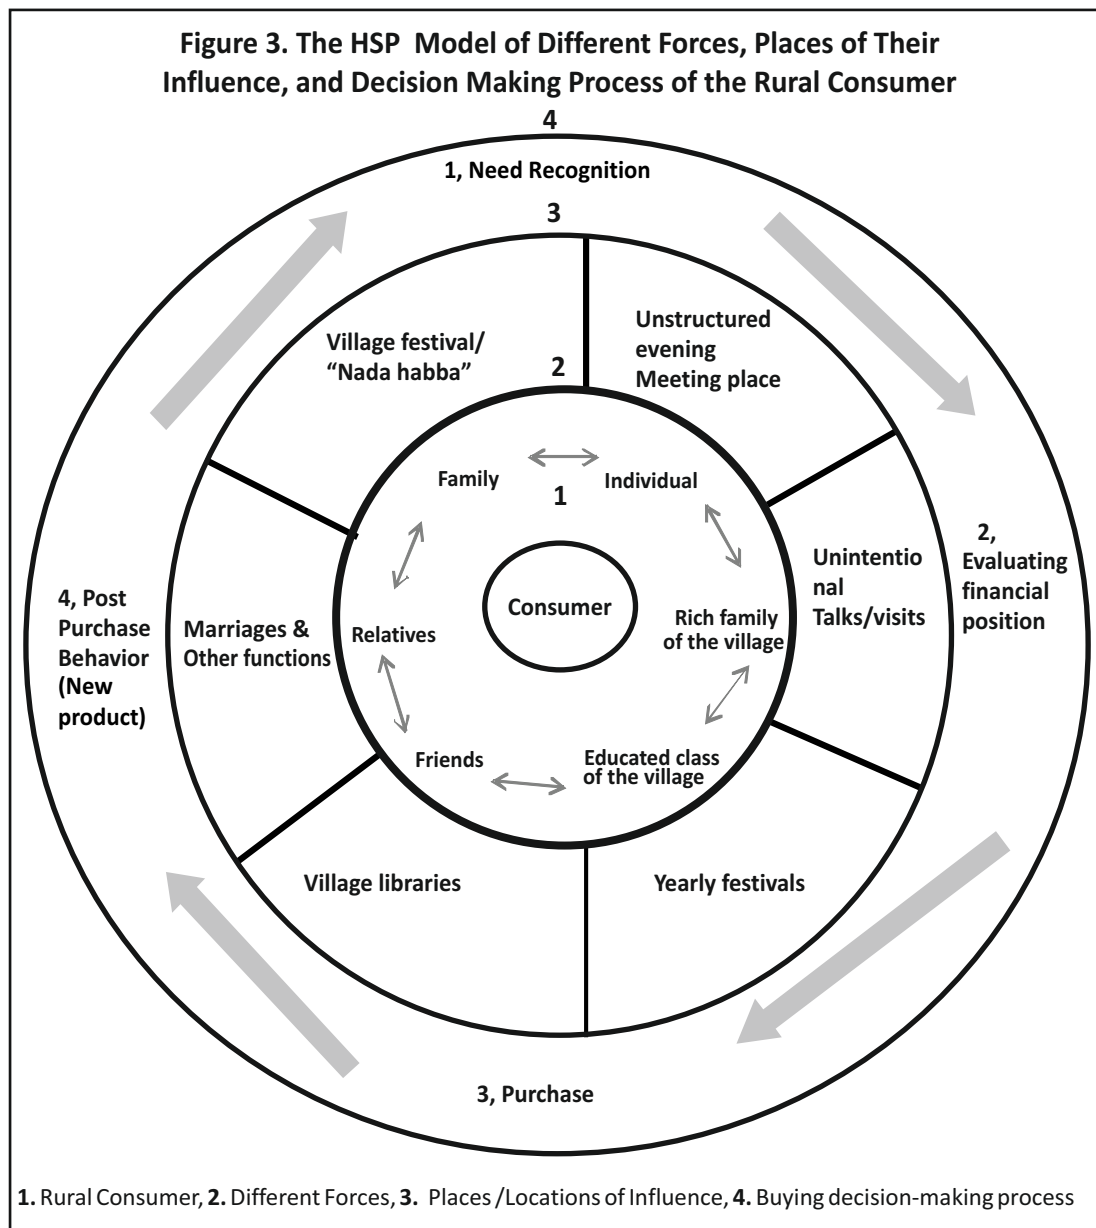 Figure 3. The HSP Model of Different Forces, Places of Their
Influence, and Decision Making Process of the Rural Consumer
4
1, Need Recognition
3
Village festival/
“Nada habba”
Unstructured
evening
Meeting place
2
Family
Individual
1
Consumer
2,
Evaluating
financial
position
Unintentio
nal
Talks/visits
Rich family
of the village
Relatives
Marriages &
Other functions
4, Post
Purchase
Behavior
(New
product)
Friends
Educated class
of the village
Village libraries
Yearly festivals
3, Purchase
1. Rural Consumer, 2. Different Forces, 3. Places /Locations of Influence, 4. Buying decision-making process